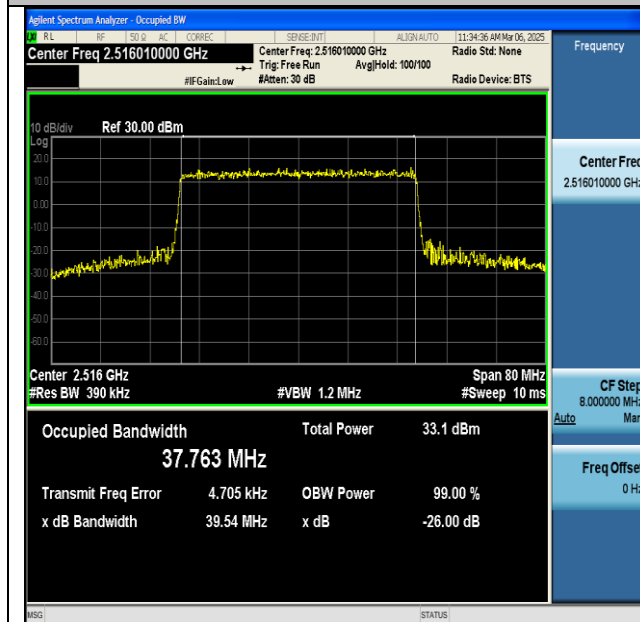 Agilent Spectrum Analyzer - Occupied BW
LXI RL RF 50 Ω AC CORREC SENSE:INT ALIGN AUTO 11:34:36 AM Mar 06, 2025
Center Freq 2.516010000 GHz
Center Freq: 2.516010000 GHz
Radio Std: None
Trig: Free Run Avg|Hold: 100/100
#IFGain:Low
#Atten: 30 dB
Radio Device: BTS
10 dB/div Ref 30.00 dBm
Log
20.0
10.0
0.00
-10.0
-20.0
-30.0
-40.0
-50.0
-60.0
Center 2.516 GHz Span 80 MHz
#Res BW 390 kHz #VBW 1.2 MHz #Sweep 10 ms
Occupied Bandwidth Total Power 33.1 dBm
37.763 MHz
Transmit Freq Error 4.705 kHz OBW Power 99.00 %
x dB Bandwidth 39.54 MHz x dB -26.00 dB
Frequency
Center Freq
2.516010000 GHz
CF Step
8.000000 MHz
Auto Man
Freq Offset
0 Hz
MSG STATUS